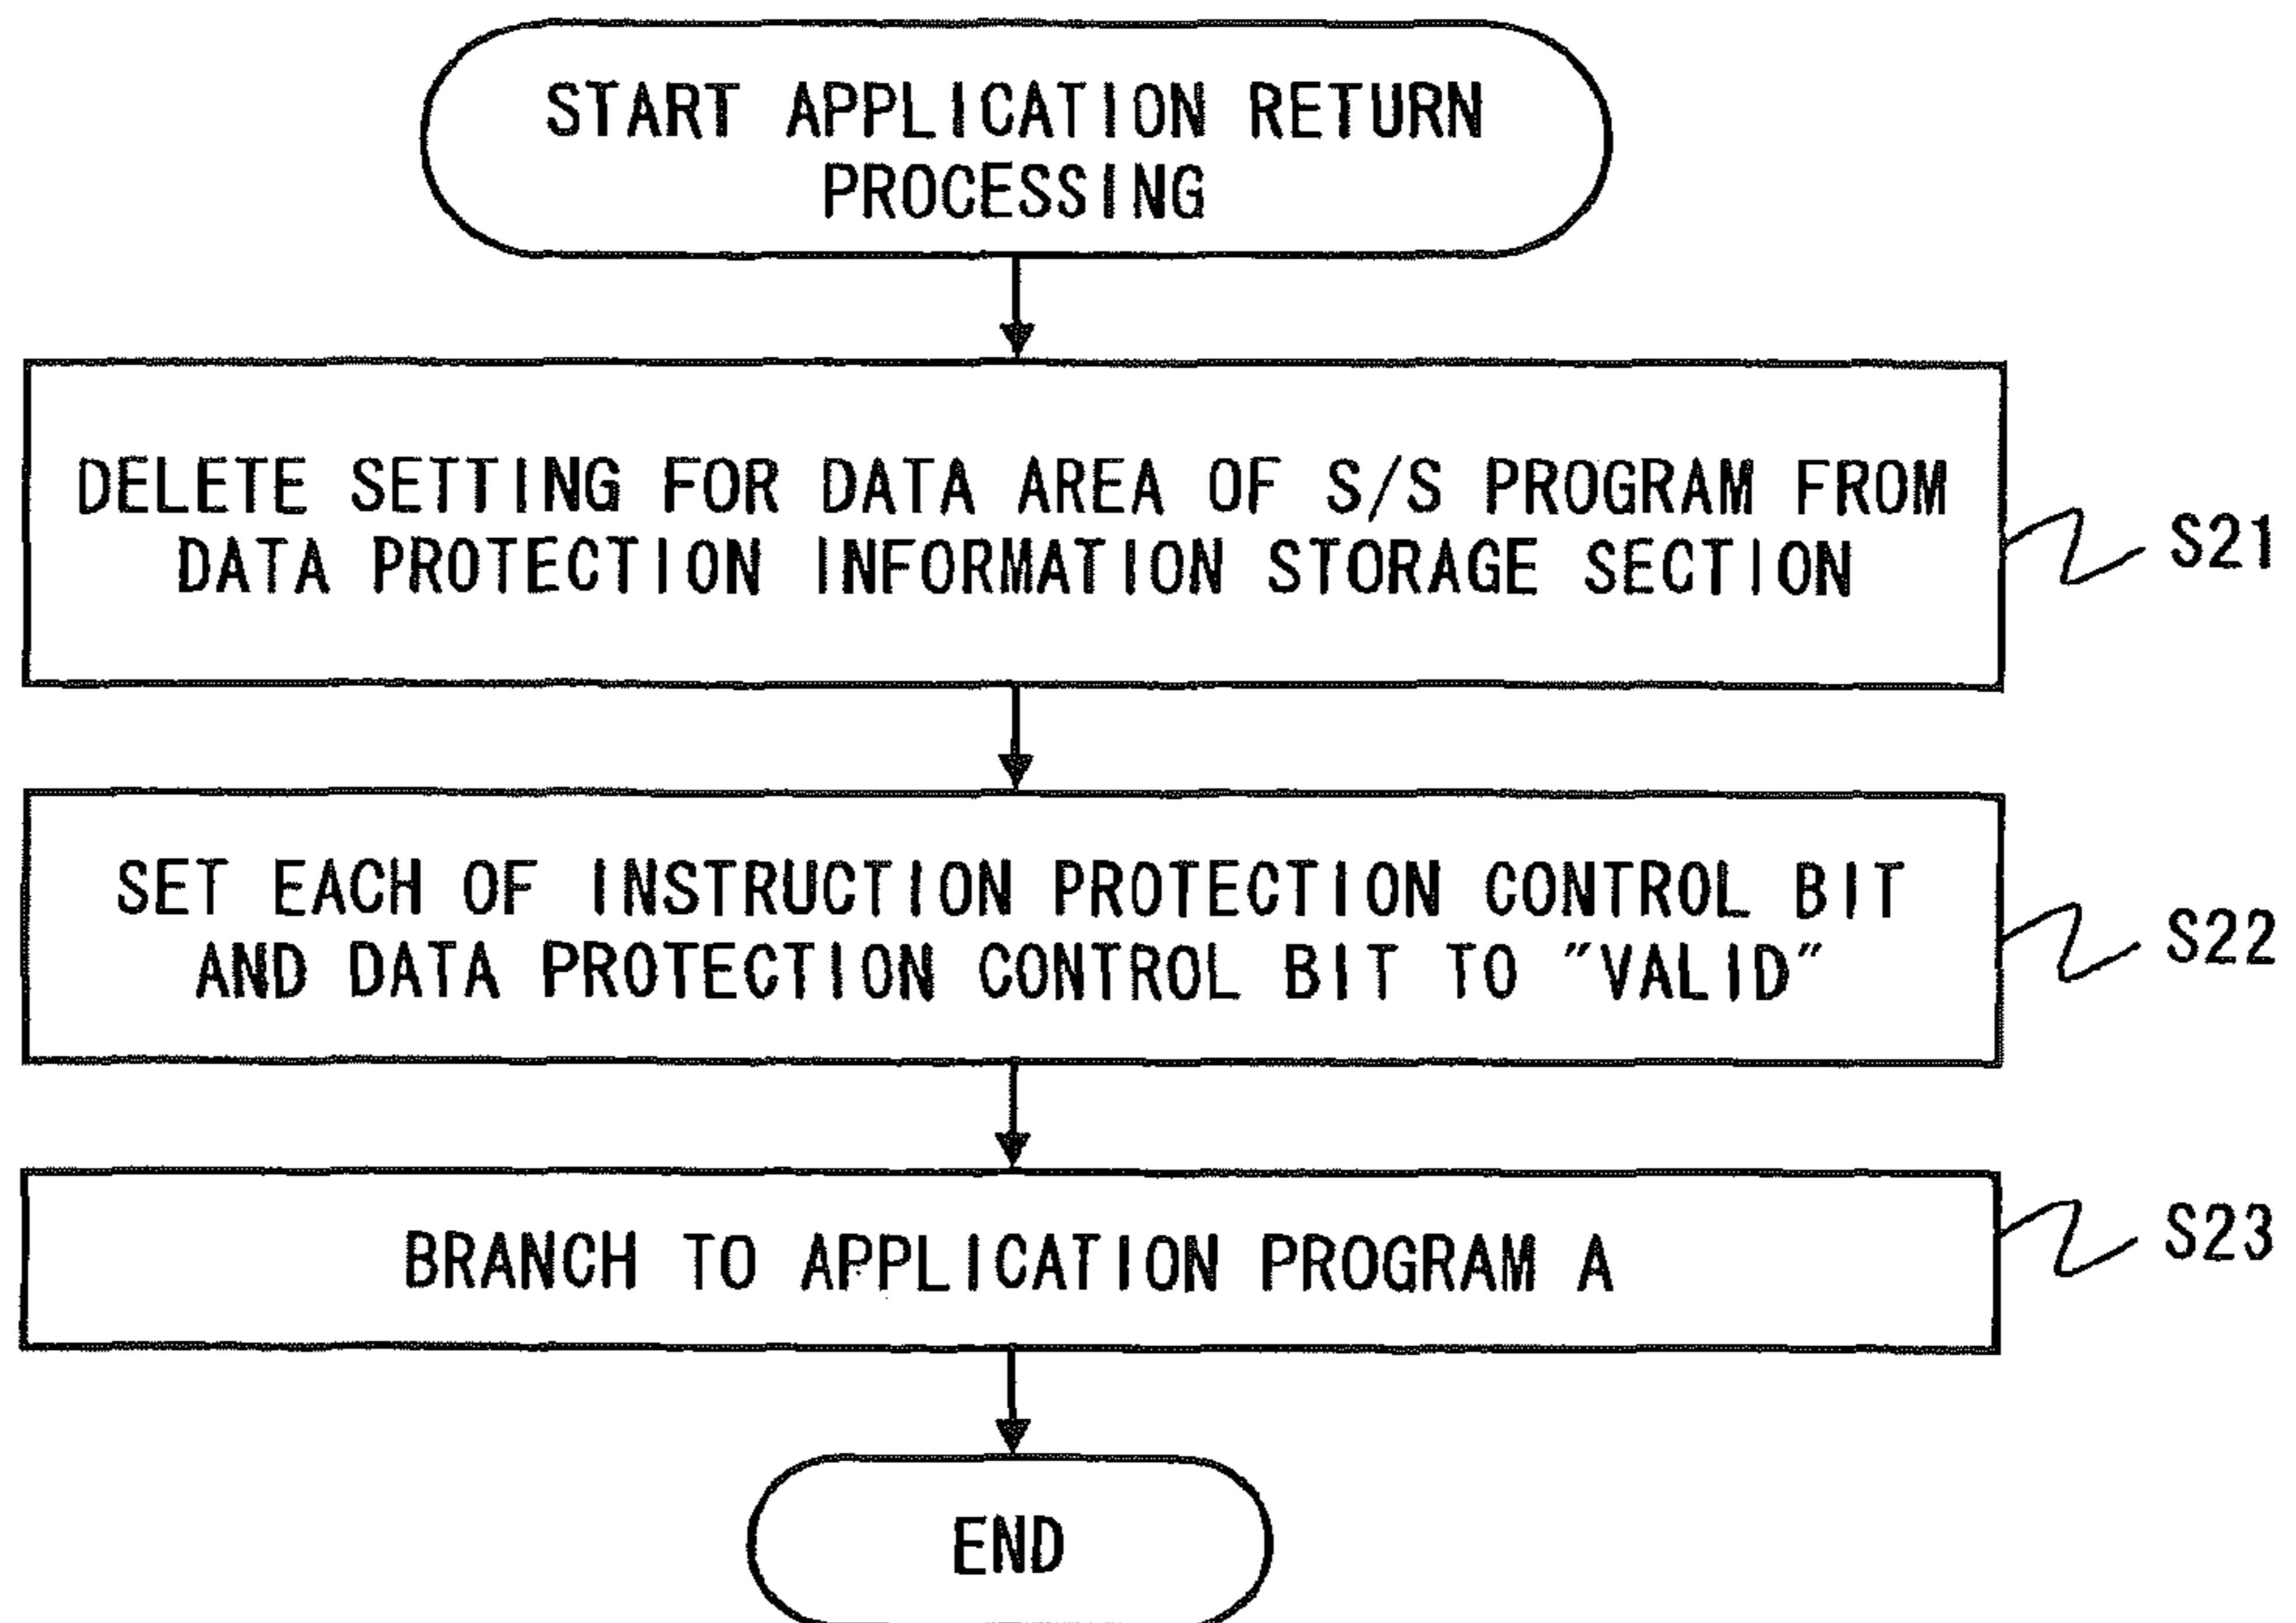 START APPLICATION RETURN
PROCESSING
DELETE SETTING FOR DATA AREA OF S/S PROGRAM FROM
DATA PROTECTION INFORMATION STORAGE SECTION
S21
SET EACH OF INSTRUCTION PROTECTION CONTROL BIT
AND DATA PROTECTION CONTROL BIT TO "VALID"
S22
BRANCH TO APPLICATION PROGRAM A
S23
END